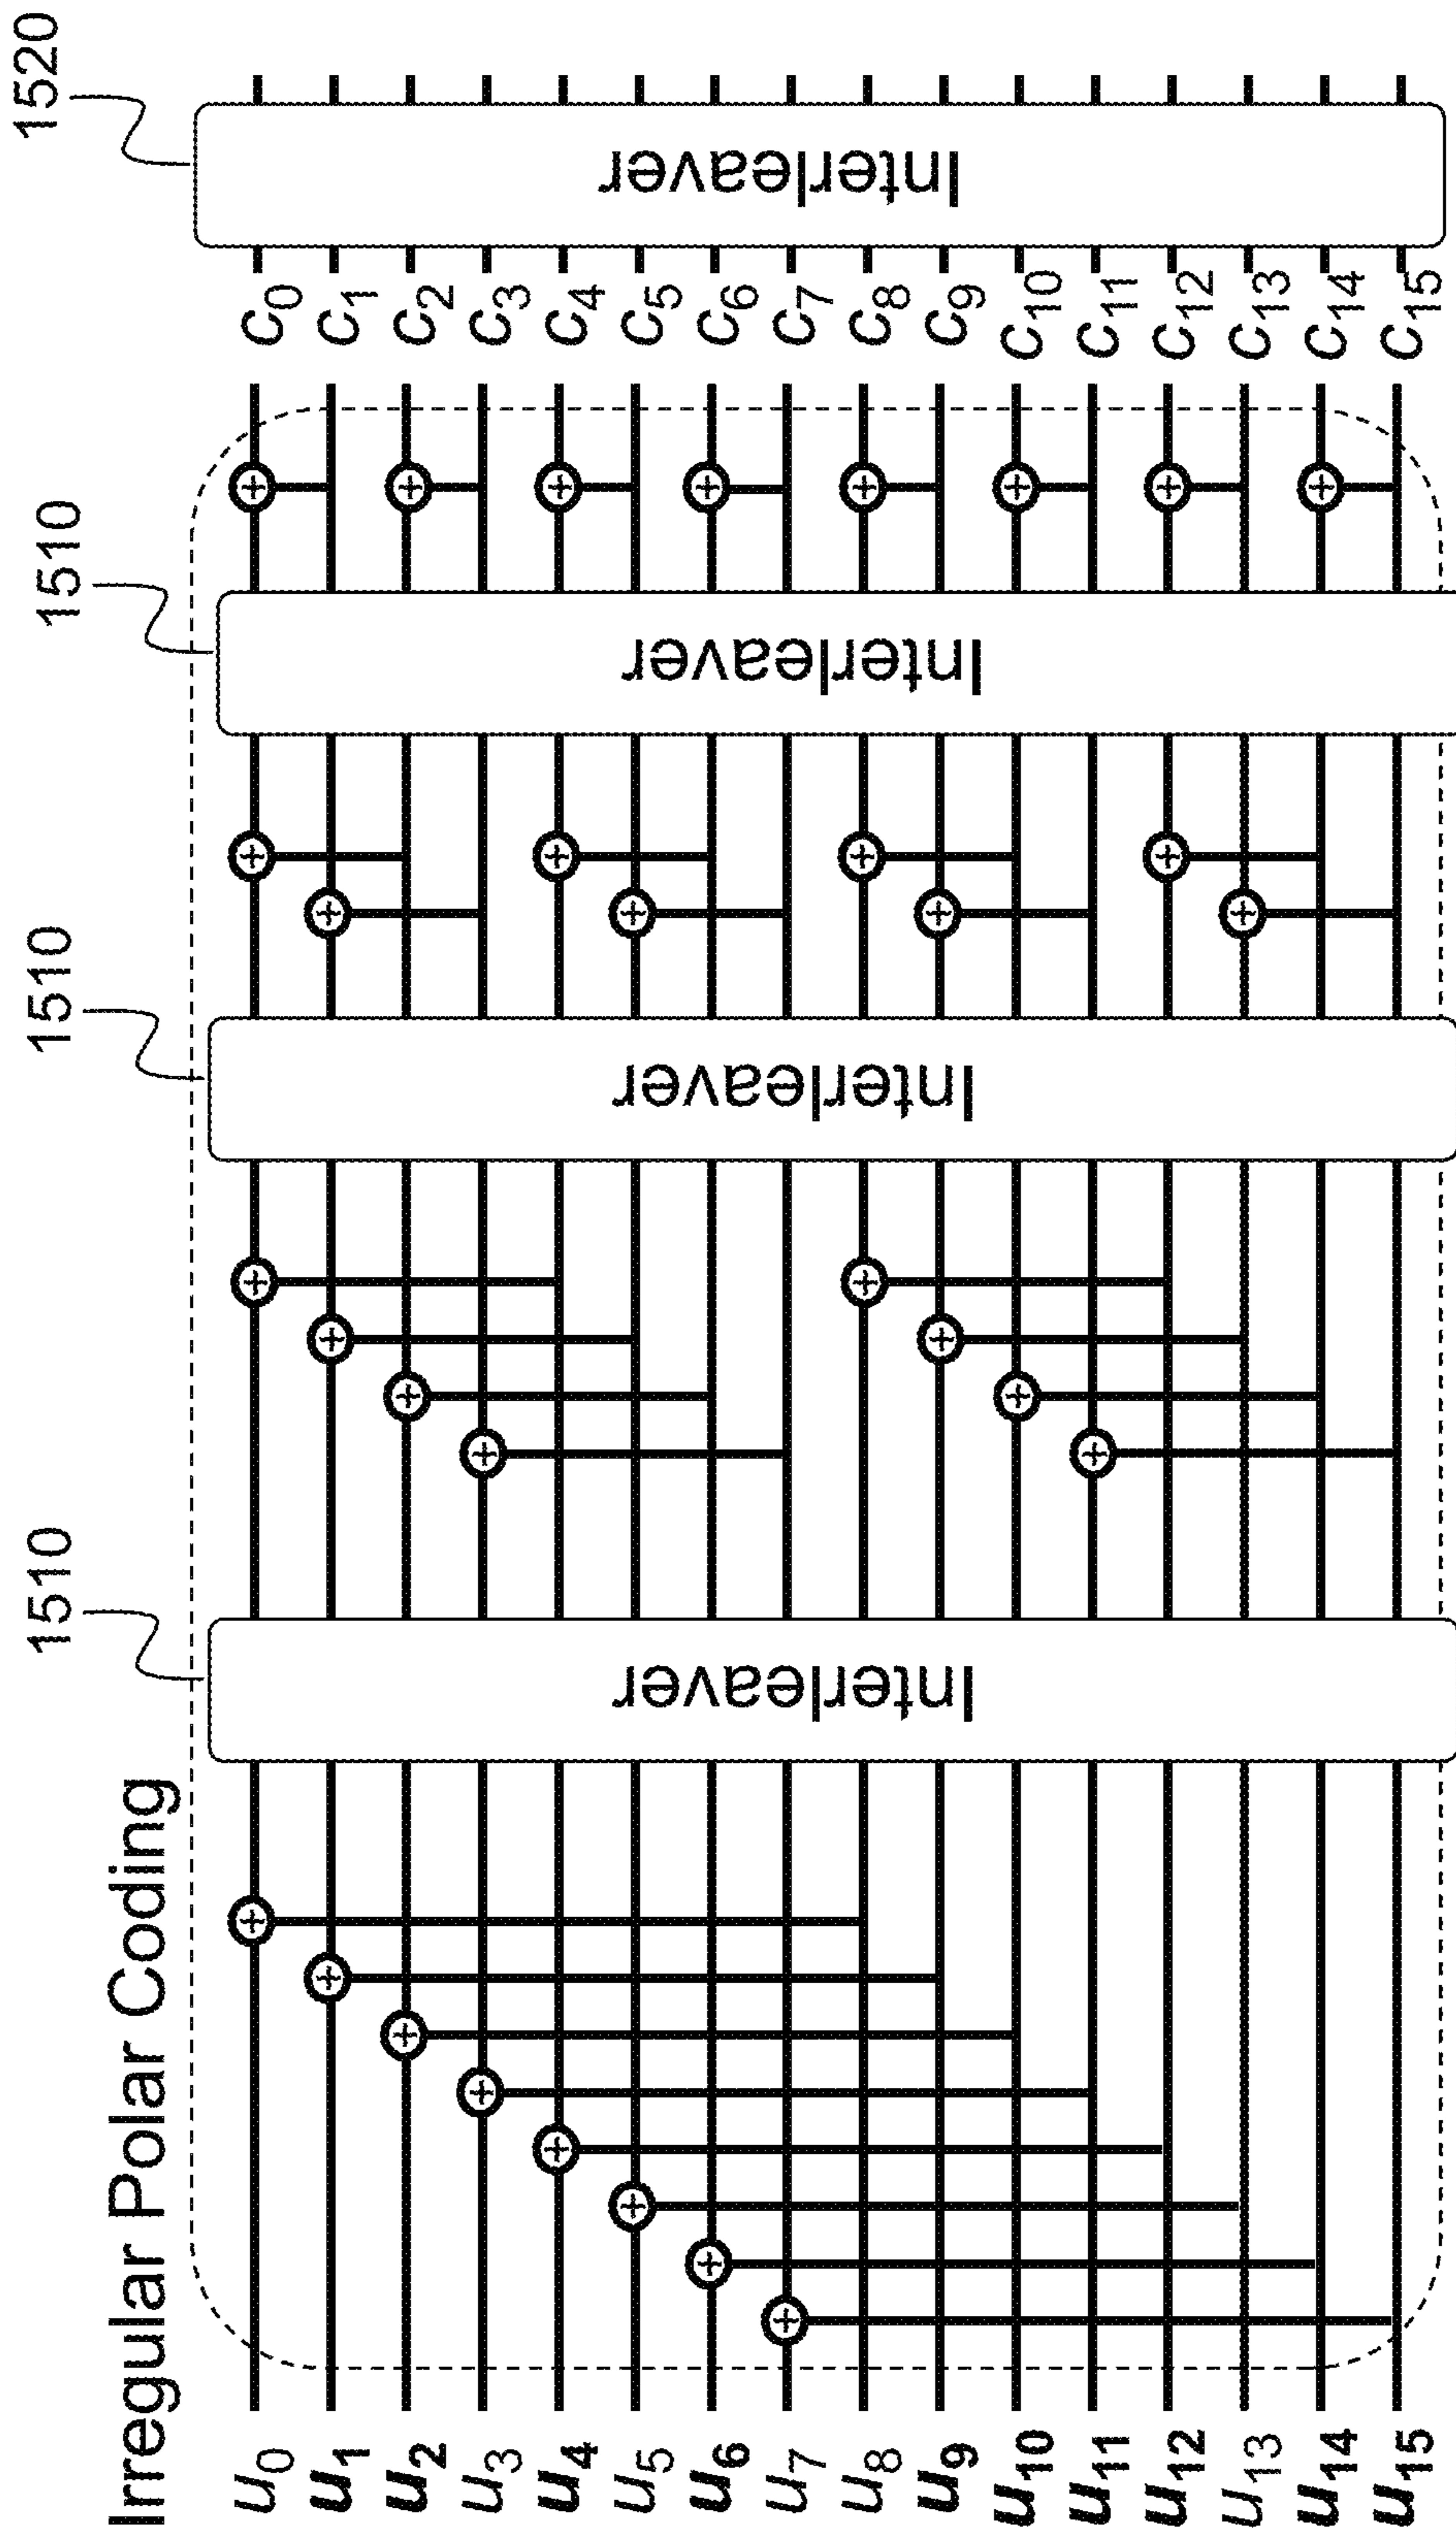 Irregular Polar Coding
1510
1510
1510
1520
u0
u1
u2
u3
u4
u5
u6
u7
u8
u9
u10
u11
u12
u13
u14
u15
Interleaver
Interleaver
Interleaver
c0
c1
c2
c3
c4
c5
c6
c7
c8
c9
c10
c11
c12
c13
c14
c15
Interleaver